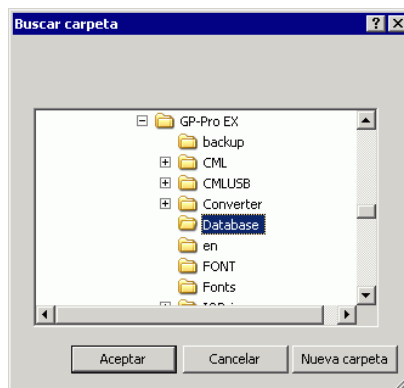 Buscar carpeta
GP-Pro EX
backup
CML
CMLUSB
Converter
Database
en
FONT
Fonts
Aceptar
Cancelar
Nueva carpeta